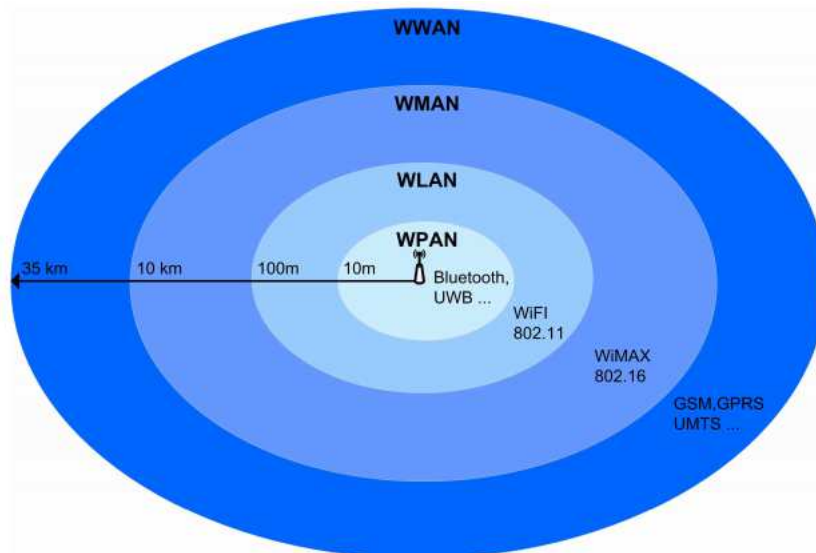 WWAN
WMAN
WLAN
WPAN
35 km
10 km
100m
10m
Bluetooth,
UWB ...
WiFI
802.11
WiMAX
802.16
GSM,GPRS
UMTS ...